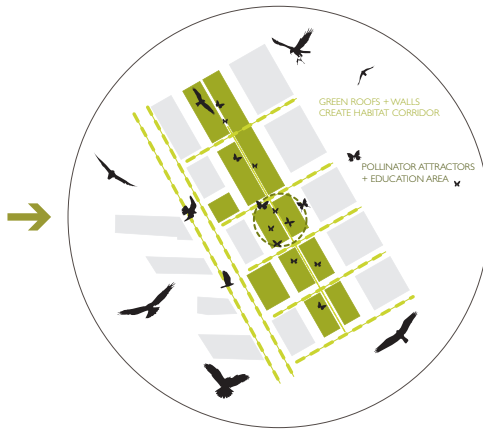 GREEN ROOFS + WALLS
CREATE HABITAT CORRIDOR
POLLINATOR ATTRACTORS
+ EDUCATION AREA